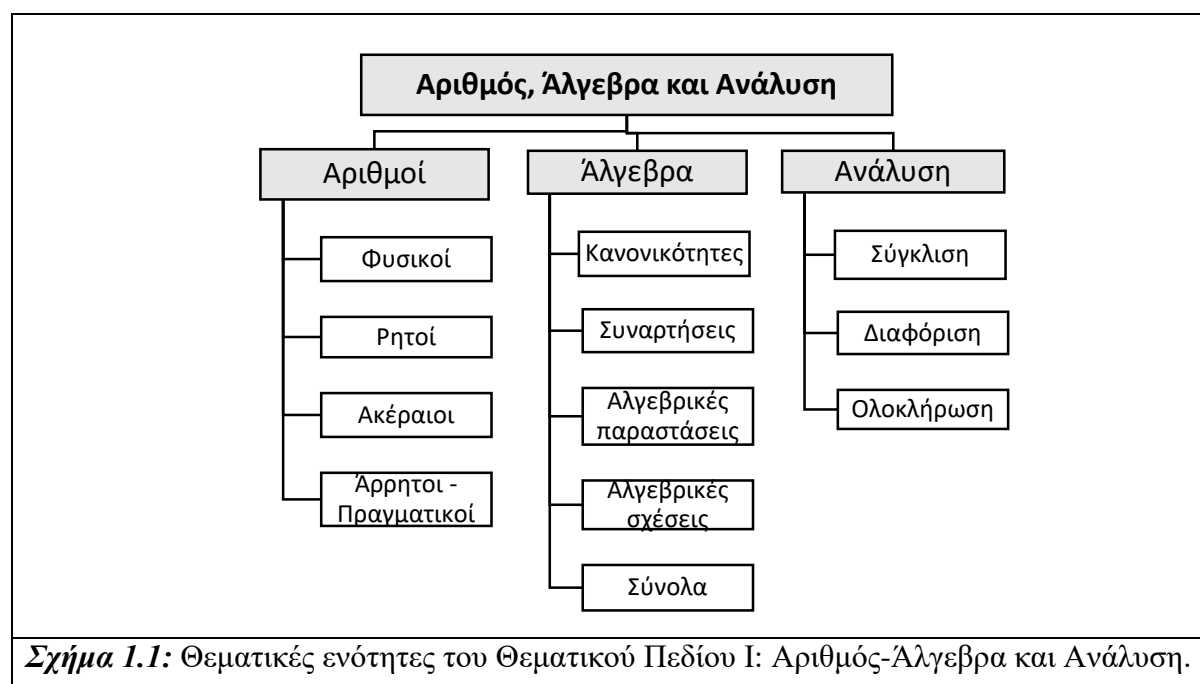 Αριθμός, Άλγεβρα και Ανάλυση
Αριθμοί
Φυσικοί
Ρητοί
Ακέραιοι
Άρρητοι -
Πραγματικοί
Άλγεβρα
Κανονικότητες
Συναρτήσεις
Αλγεβρικές
παραστάσεις
Αλγεβρικές
σχέσεις
Σύνολα
Ανάλυση
Σύγκλιση
Διαφόριση
Ολοκλήρωση
Σχήμα 1.1: Θεματικές ενότητες του Θεματικού Πεδίου Ι: Αριθμός-Άλγεβρα και Ανάλυση.